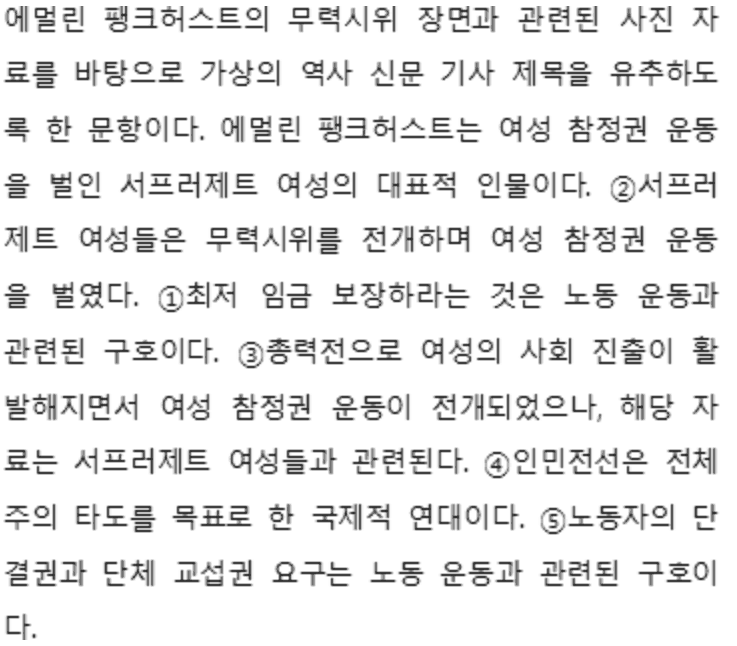 에멀린 팽크허스트의 무력시위 장면과 관련된 사진 자
료를 바탕으로 가상의 역사 신문 기사 제목을 유추하도
록 한 문항이다. 에멀린 팽크허스트는 여성 참정권 운동
을 벌인 서프러제트 여성의 대표적 인물이다. ②서프러
제트 여성들은 무력시위를 전개하며 여성 참정권 운동
을 벌였다. ①최저 임금 보장하라는 것은 노동 운동과
관련된 구호이다. ③총력전으로 여성의 사회 진출이 활
발해지면서 여성 참정권 운동이 전개되었으나, 해당 자
료는 서프러제트 여성들과 관련된다. ④인민전선은 전체
주의 타도를 목표로 한 국제적 연대이다. ⑤노동자의 단
결권과 단체 교섭권 요구는 노동 운동과 관련된 구호이
다.